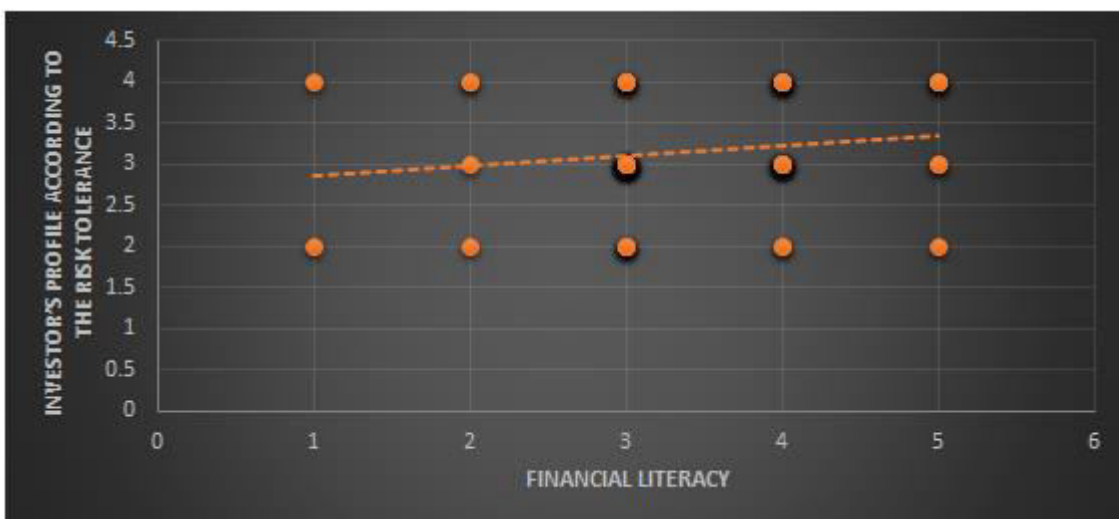 INVESTOR'S PROFILE ACCORDING TO
THE RISK TOLERANCE
4.5
4
3.5
3
2.5
2
1.5
1
0.5
0
0 1 2 3 4 5 6
FINANCIAL LITERACY